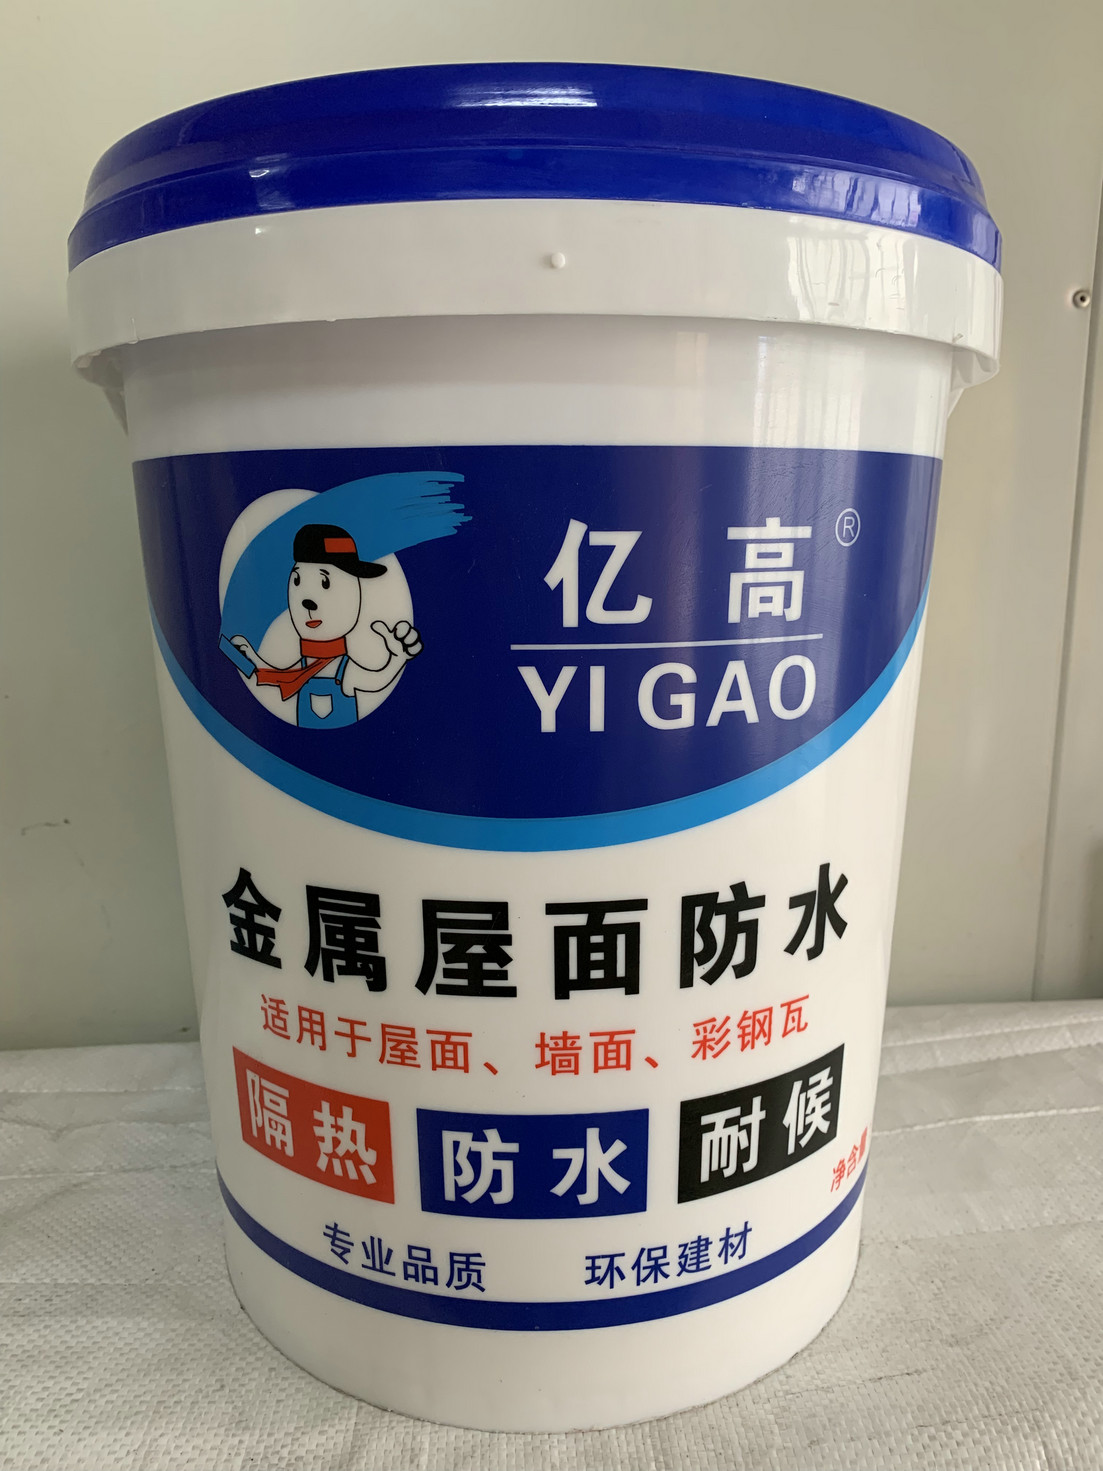 亿高®
YI GAO
金属屋面防水
适用于屋面、墙面、彩钢瓦
隔热 防水 耐候
净含量
专业品质 环保建材